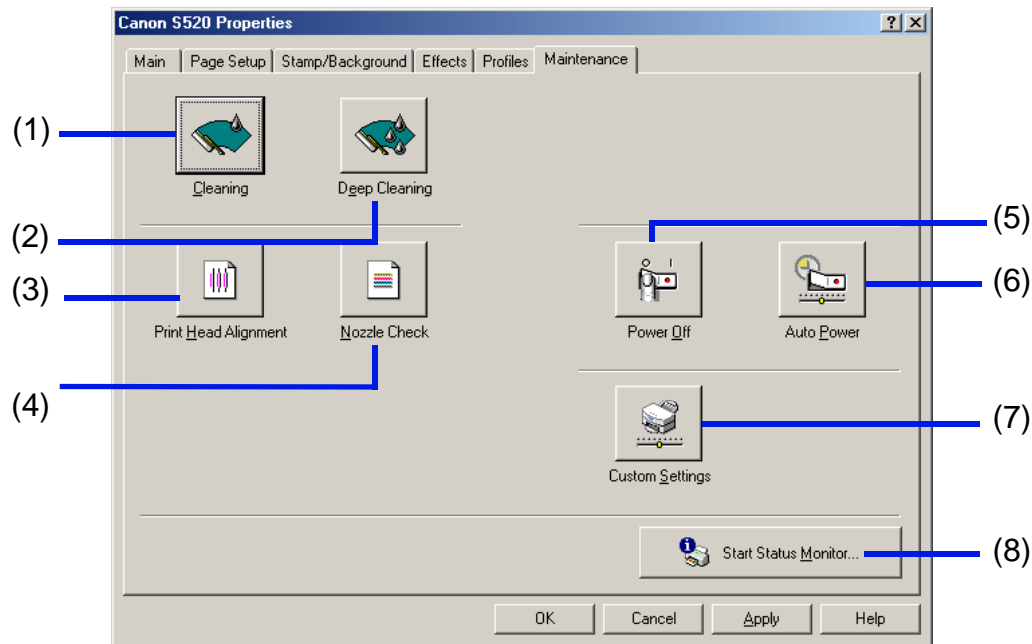 Canon S520 Properties
Main Page Setup Stamp/Background Effects Profiles Maintenance
(1)
Cleaning Deep Cleaning
(2)
(5)
(3)
(6)
Print Head Alignment Nozzle Check Power Off Auto Power
(4)
(7)
Custom Settings
Start Status Monitor...
(8)
OK Cancel Apply Help